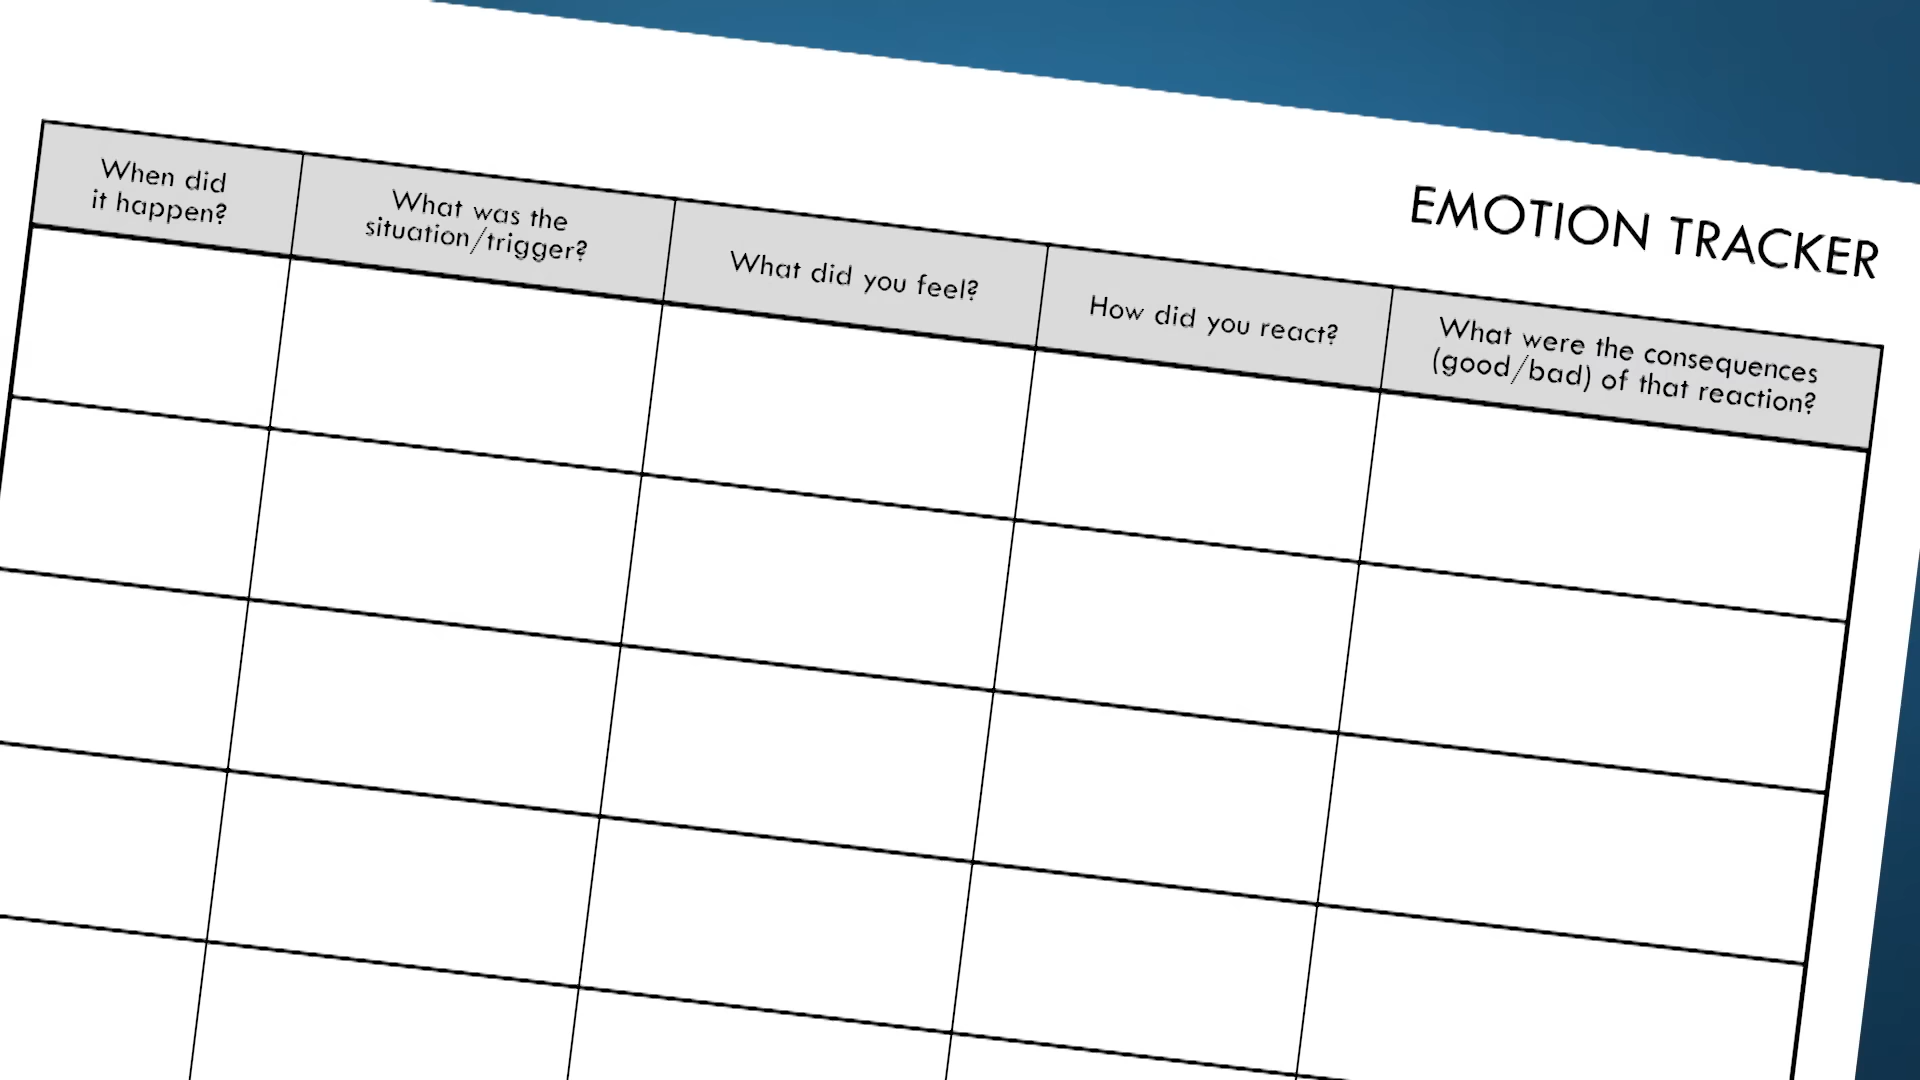 EMOTION TRACKER
When did
it happen?
What was the
situation/trigger?
What did you feel?
How did you react?
What were the consequences
(good/bad) of that reaction?